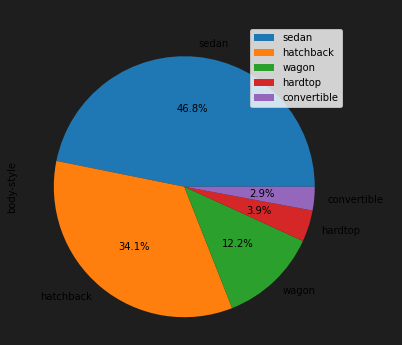 sedan
hatchback
wagon
hardtop
convertible
sedan
46.8%
body-style
2.9%
convertible
3.9%
hardtop
12.2%
34.1%
wagon
hatchback